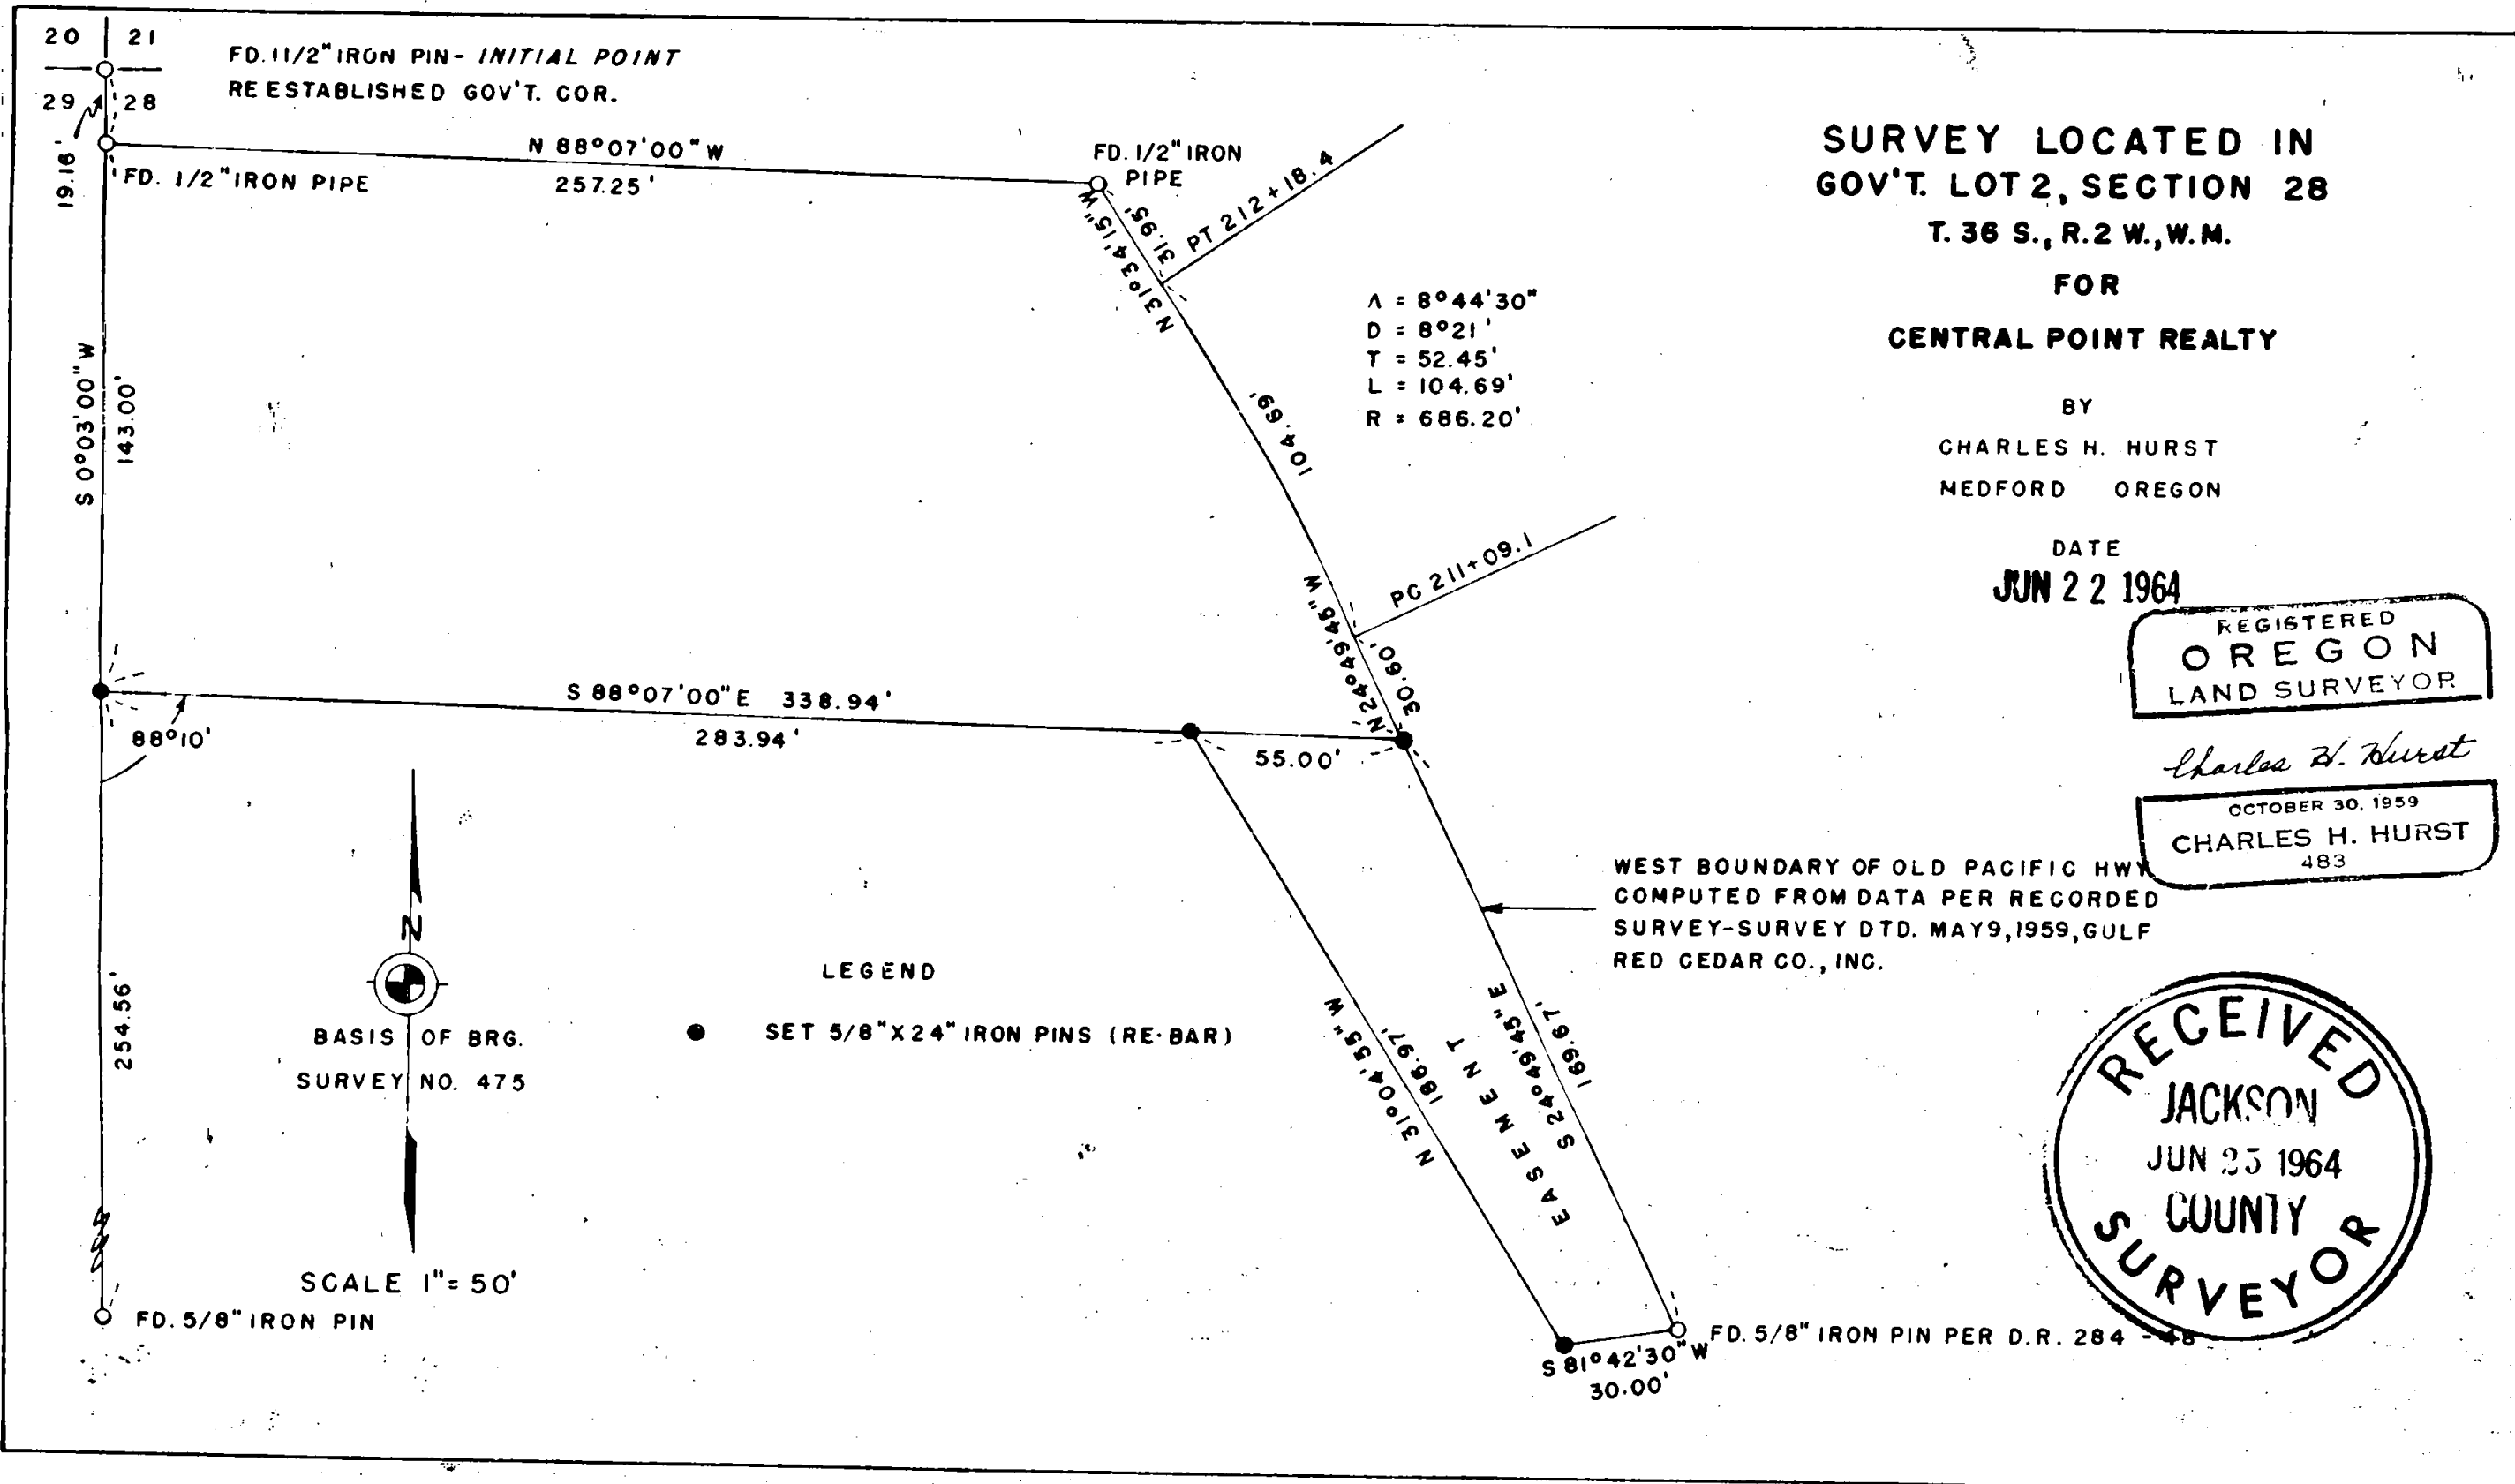 20 21
29 28
FD. 1 1/2" IRON PIN- INITIAL POINT
RE ESTABLISHED GOV'T. COR.
19.16'
FD. 1/2" IRON PIPE
N 88°07'00" W
257.25'
FD. 1/2" IRON
PIPE
31.95'
N 31°34'15" W
PT 212+18.4
Δ = 8°44'30"
D = 8°21'
T = 52.45'
L = 104.69'
R = 686.20'
104.69'
S 0°03'00" W
143.00'
PC 211+09.1
N 24°49'45" W
30.60'
S 88°07'00" E 338.94'
283.94'
55.00'
88°10'
254.56'
N
BASIS OF BRG.
SURVEY NO. 475
SCALE 1"= 50'
FD. 5/8" IRON PIN
LEGEND
SET 5/8" X 24" IRON PINS (RE-BAR)
N 31°04'55" W
186.97'
EASEMENT
S 24°49'45" E
169.67'
S 81°42'30" W
30.00'
FD. 5/8" IRON PIN PER D.R. 284 - 48
WEST BOUNDARY OF OLD PACIFIC HWY
COMPUTED FROM DATA PER RECORDED
SURVEY-SURVEY DTD. MAY 9, 1959, GULF
RED CEDAR CO., INC.
SURVEY LOCATED IN
GOV'T. LOT 2, SECTION 28
T. 36 S., R. 2 W., W. M.
FOR
CENTRAL POINT REALTY
BY
CHARLES H. HURST
MEDFORD OREGON
DATE
JUN 22 1964
REGISTERED
OREGON
LAND SURVEYOR
Charles H. Hurst
OCTOBER 30, 1959
CHARLES H. HURST
483
RECEIVED
JACKSON
JUN 25 1964
COUNTY
SURVEYOR